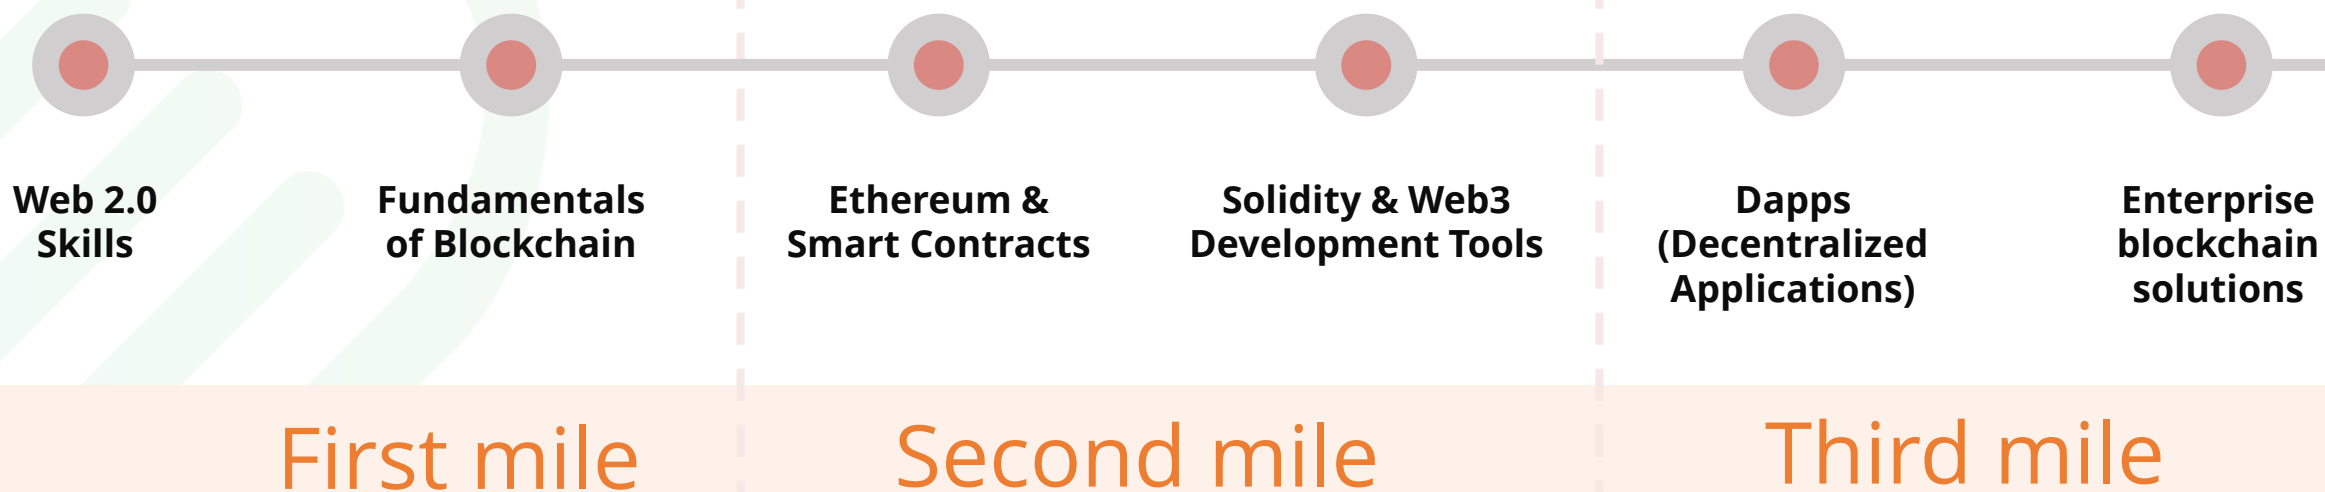 Web 2.0
Skills
Fundamentals
of Blockchain
Ethereum &
Smart Contracts
Solidity & Web3
Development Tools
Dapps
(Decentralized
Applications)
Enterprise
blockchain
solutions
First mile
Second mile
Third mile